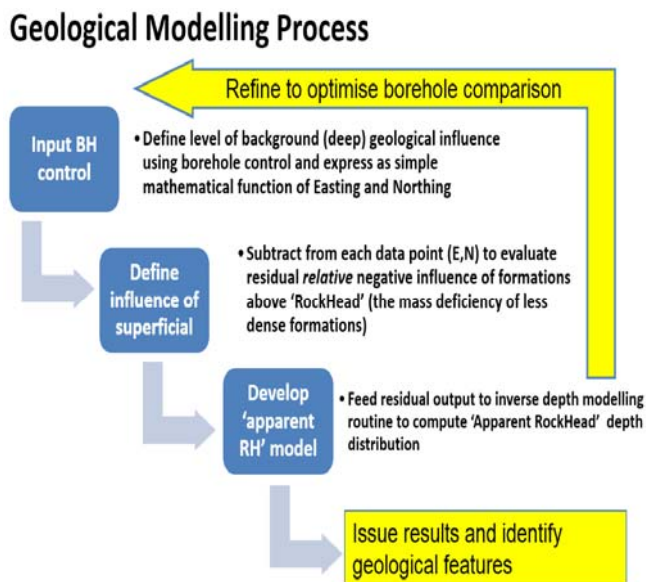 Geological Modelling Process
Refine to optimise borehole comparison
Input BH
control
• Define level of background (deep) geological influence
using borehole control and express as simple
mathematical function of Easting and Northing
Define
influence of
superficial
• Subtract from each data point (E,N) to evaluate
residual relative negative influence of formations
above ‘RockHead’ (the mass deficiency of less
dense formations)
Develop
‘apparent
RH’ model
• Feed residual output to inverse depth modelling
routine to compute ‘Apparent RockHead’ depth
distribution
Issue results and identify
geological features